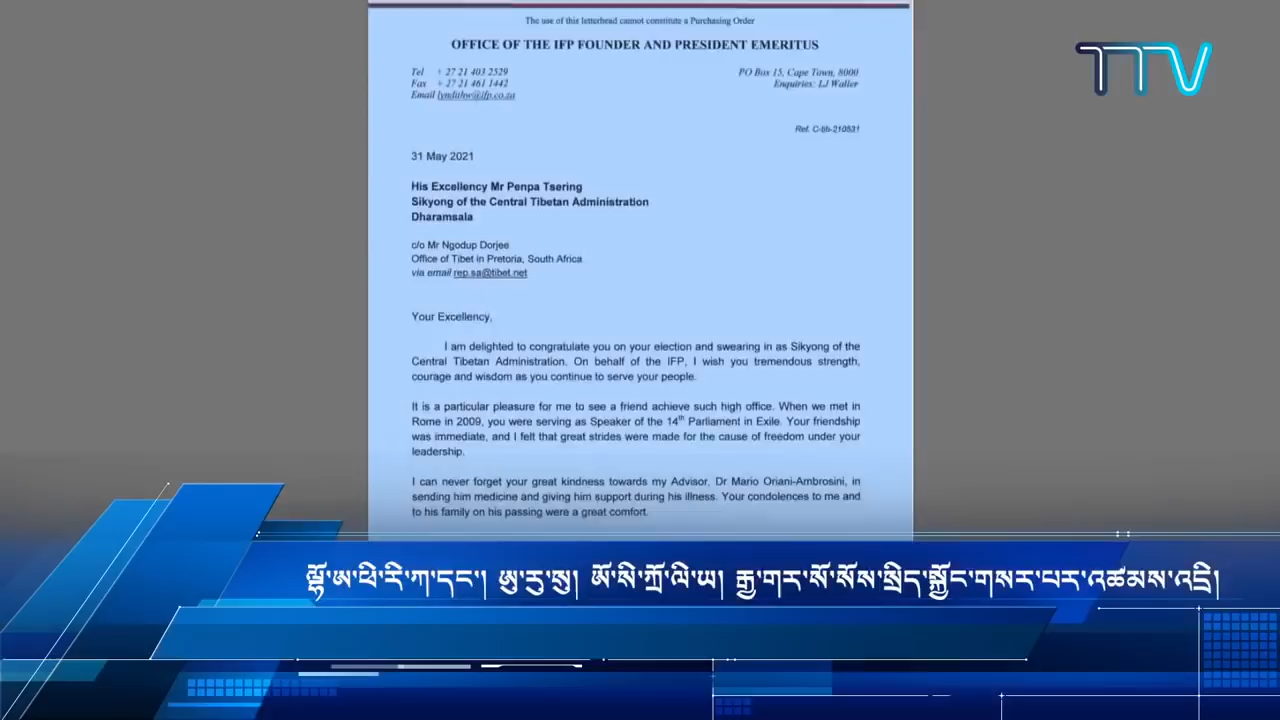 The use of this letterhead cannot constitute a Purchasing Order
OFFICE OF THE IFP FOUNDER AND PRESIDENT EMERITUS
TTV
Tel + 27 21 403 2529
Fax + 27 21 461 1442
Email lyndithw@ifp.co.za
PO Box 15, Cape Town, 8000
Enquiries: LJ Waller
Ref. C-bb-210531
31 May 2021
His Excellency Mr Penpa Tsering
Sikyong of the Central Tibetan Administration
Dharamsala
c/o Mr Ngodup Dorjee
Office of Tibet in Pretoria, South Africa
via email rep.sa@tibet.net
Your Excellency,
I am delighted to congratulate you on your election and swearing in as Sikyong of the
Central Tibetan Administration. On behalf of the IFP, I wish you tremendous strength,
courage and wisdom as you continue to serve your people.
It is a particular pleasure for me to see a friend achieve such high office. When we met in
Rome in 2009, you were serving as Speaker of the 14th Parliament in Exile. Your friendship
was immediate, and I felt that great strides were made for the cause of freedom under your
leadership.
I can never forget your great kindness towards my Advisor, Dr Mario Oriani-Ambrosini, in
sending him medicine and giving him support during his illness. Your condolences to me and
to his family on his passing were a great comfort.
ལྷོ་ཨ་ཕི་རི་ཀ་དང་། ཨུ་རུ་སུ། ཨོ་སི་ཀྲོ་ལི་ཡ། རྒྱ་གར་སོ་སོས་སྲིད་སྐྱོང་གསར་པར་འཚམས་འདྲི།